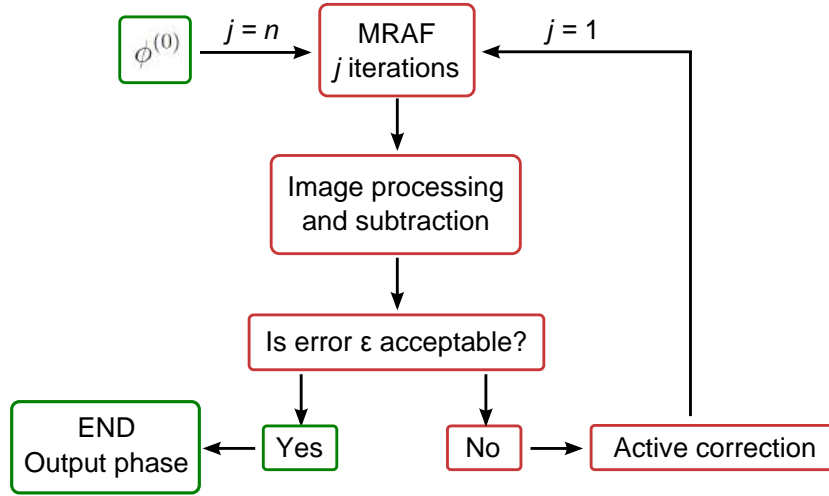 ϕ⁽⁰⁾
j = n
MRAF
j iterations
j = 1
Image processing
and subtraction
Is error ε acceptable?
END
Output phase
Yes
No
Active correction